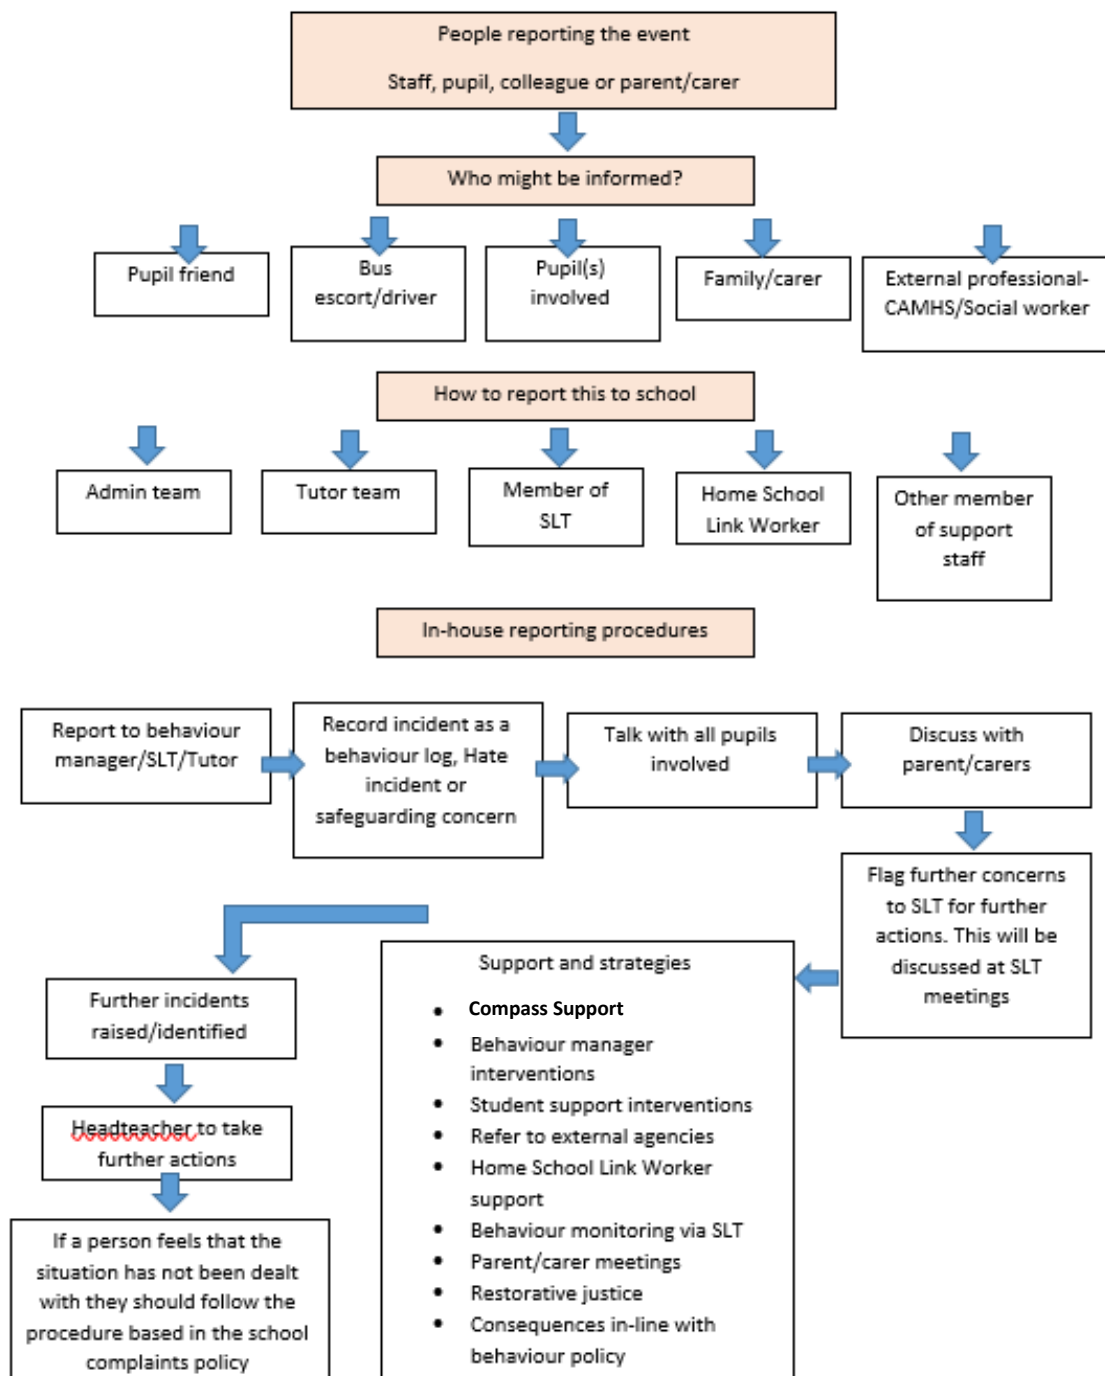 People reporting the event
Staff, pupil, colleague or parent/carer
Who might be informed?
Pupil friend
Bus
escort/driver
Pupil(s)
involved
Family/carer
External professional-
CAMHS/Social worker
How to report this to school
Admin team
Tutor team
Member of
SLT
Home School
Link Worker
Other member
of support
staff
In-house reporting procedures
Report to behaviour
manager/SLT/Tutor
Record incident as a
behaviour log, Hate
incident or
safeguarding concern
Talk with all pupils
involved
Discuss with
parent/carers
Flag further concerns
to SLT for further
actions. This will be
discussed at SLT
meetings
Support and strategies
• Compass Support
• Behaviour manager
interventions
• Student support interventions
• Refer to external agencies
• Home School Link Worker
support
• Behaviour monitoring via SLT
• Parent/carer meetings
• Restorative justice
• Consequences in-line with
behaviour policy
Further incidents
raised/identified
Headteacher to take
further actions
If a person feels that the
situation has not been dealt
with they should follow the
procedure based in the school
complaints policy